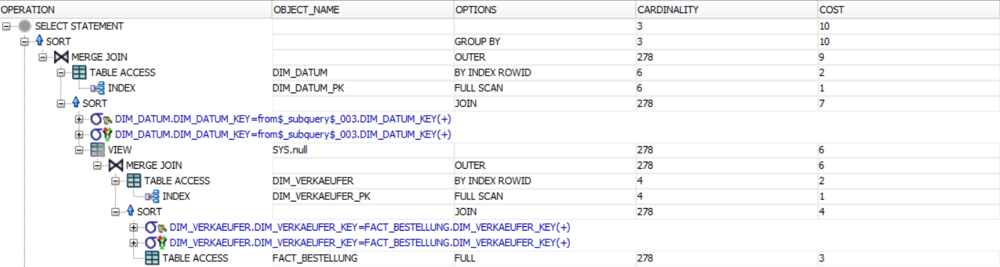 OPERATION OBJECT_NAME OPTIONS CARDINALITY COST
SELECT STATEMENT 3 10
SORT GROUP BY 3 10
MERGE JOIN OUTER 278 9
TABLE ACCESS DIM_DATUM BY INDEX ROWID 6 2
INDEX DIM_DATUM_PK FULL SCAN 6 1
SORT JOIN 278 7
DIM_DATUM.DIM_DATUM_KEY=from$_subquery$_003.DIM_DATUM_KEY(+)
DIM_DATUM.DIM_DATUM_KEY=from$_subquery$_003.DIM_DATUM_KEY(+)
VIEW SYS.null 278 6
MERGE JOIN OUTER 278 6
TABLE ACCESS DIM_VERKAEUFER BY INDEX ROWID 4 2
INDEX DIM_VERKAEUFER_PK FULL SCAN 4 1
SORT JOIN 278 4
DIM_VERKAEUFER.DIM_VERKAEUFER_KEY=FACT_BESTELLUNG.DIM_VERKAEUFER_KEY(+)
DIM_VERKAEUFER.DIM_VERKAEUFER_KEY=FACT_BESTELLUNG.DIM_VERKAEUFER_KEY(+)
TABLE ACCESS FACT_BESTELLUNG FULL 278 3